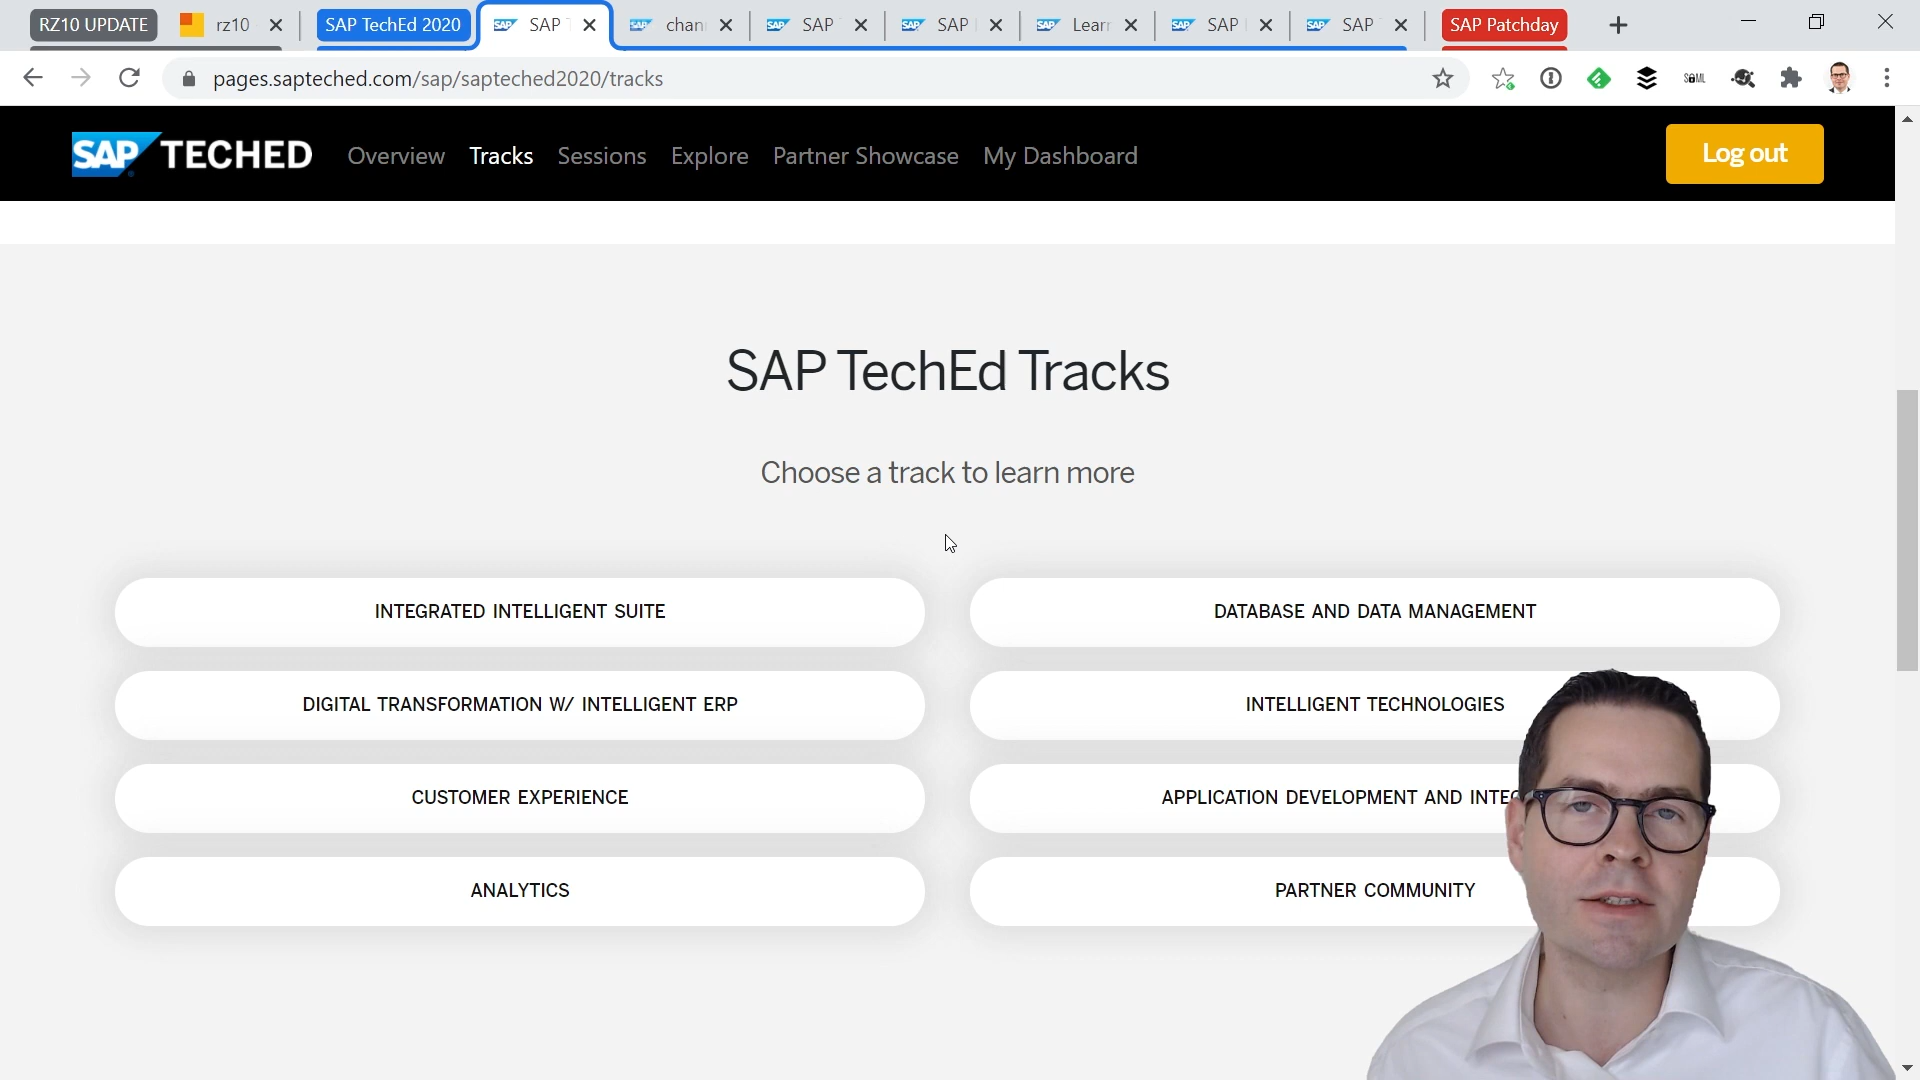 RZ10 UPDATE
rz10
SAP TechEd 2020
SAP
chan
SAP
SAP
Learn
SAP
SAP
SAP Patchday
pages.sapteched.com/sap/sapteched2020/tracks
SAP TECHED
Overview
Tracks
Sessions
Explore
Partner Showcase
My Dashboard
Log out
SAP TechEd Tracks
Choose a track to learn more
INTEGRATED INTELLIGENT SUITE
DATABASE AND DATA MANAGEMENT
DIGITAL TRANSFORMATION W/ INTELLIGENT ERP
INTELLIGENT TECHNOLOGIES
CUSTOMER EXPERIENCE
APPLICATION DEVELOPMENT AND INTEG
ANALYTICS
PARTNER COMMUNITY